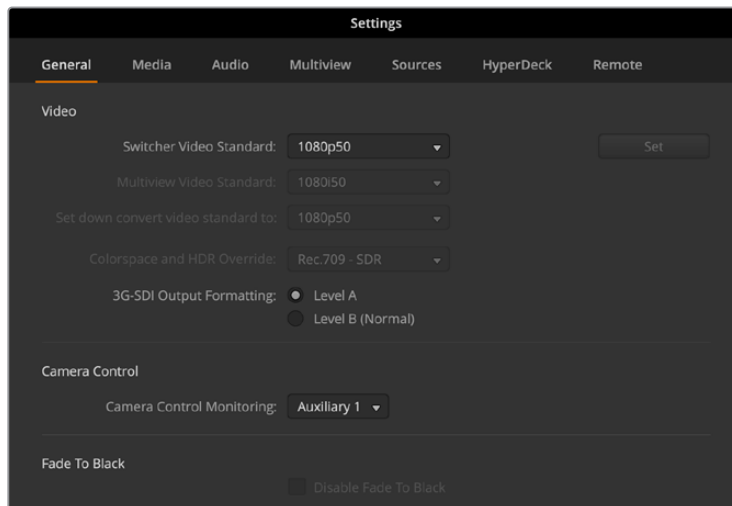 Settings
General Media Audio Multiview Sources HyperDeck Remote
Video
Switcher Video Standard: 1080p50 Set
Multiview Video Standard: 1080i50
Set down convert video standard to: 1080p50
Colorspace and HDR Override: Rec.709 - SDR
3G-SDI Output Formatting: Level A
Level B (Normal)
Camera Control
Camera Control Monitoring: Auxiliary 1
Fade To Black
Disable Fade To Black